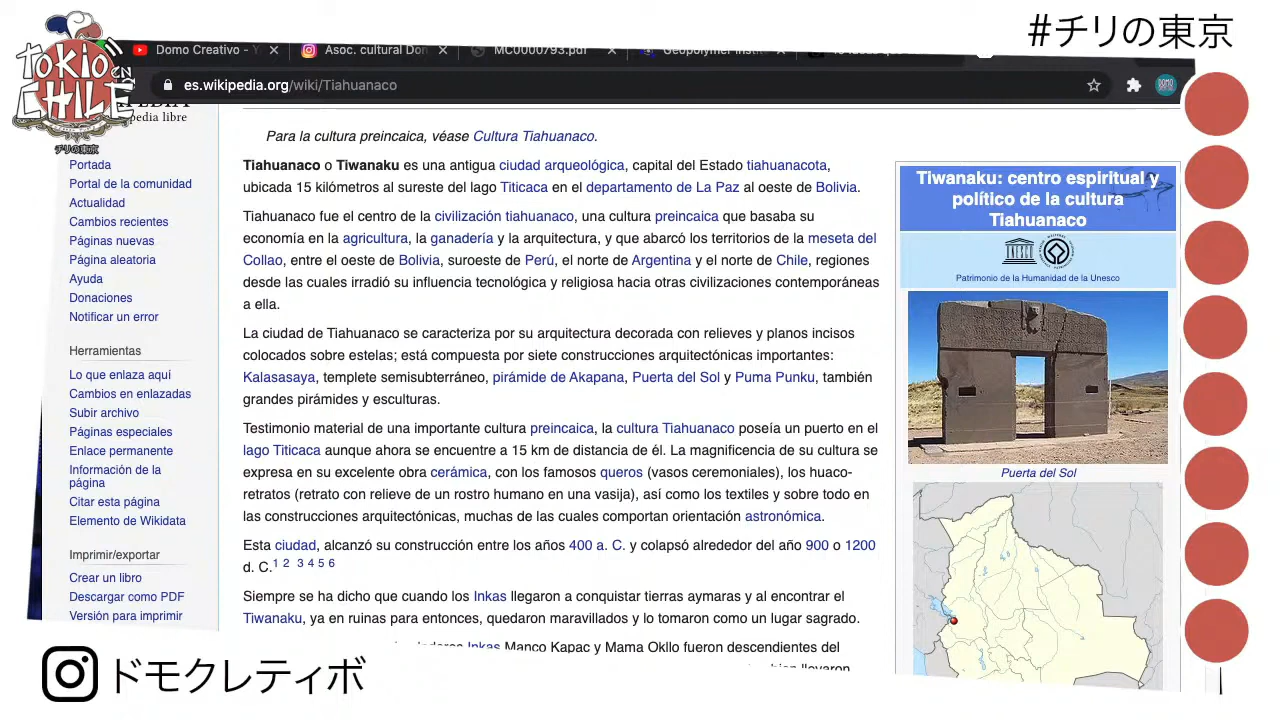 #チリの東京
TOKIO
EN
CHILE
チリの東京
Domo Creativo - Y
Asoc. cultural Don
MC0000793.pdf
es.wikipedia.org/wiki/Tiahuanaco
pedia libre
Portada
Portal de la comunidad
Actualidad
Cambios recientes
Páginas nuevas
Página aleatoria
Ayuda
Donaciones
Notificar un error
Herramientas
Lo que enlaza aquí
Cambios en enlazadas
Subir archivo
Páginas especiales
Enlace permanente
Información de la
página
Citar esta página
Elemento de Wikidata
Imprimir/exportar
Crear un libro
Descargar como PDF
Versión para imprimir
Para la cultura preincaica, véase Cultura Tiahuanaco.
Tiahuanaco o Tiwanaku es una antigua ciudad arqueológica, capital del Estado tiahuanacota,
ubicada 15 kilómetros al sureste del lago Titicaca en el departamento de La Paz al oeste de Bolivia.
Tiahuanaco fue el centro de la civilización tiahuanaco, una cultura preincaica que basaba su
economía en la agricultura, la ganadería y la arquitectura, y que abarcó los territorios de la meseta del
Collao, entre el oeste de Bolivia, suroeste de Perú, el norte de Argentina y el norte de Chile, regiones
desde las cuales irradió su influencia tecnológica y religiosa hacia otras civilizaciones contemporáneas
a ella.
La ciudad de Tiahuanaco se caracteriza por su arquitectura decorada con relieves y planos incisos
colocados sobre estelas; está compuesta por siete construcciones arquitectónicas importantes:
Kalasasaya, templete semisubterráneo, pirámide de Akapana, Puerta del Sol y Puma Punku, también
grandes pirámides y esculturas.
Testimonio material de una importante cultura preincaica, la cultura Tiahuanaco poseía un puerto en el
lago Titicaca aunque ahora se encuentre a 15 km de distancia de él. La magnificencia de su cultura se
expresa en su excelente obra cerámica, con los famosos queros (vasos ceremoniales), los huaco-
retratos (retrato con relieve de un rostro humano en una vasija), así como los textiles y sobre todo en
las construcciones arquitectónicas, muchas de las cuales comportan orientación astronómica.
Esta ciudad, alcanzó su construcción entre los años 400 a. C. y colapsó alrededor del año 900 o 1200
d. C.1 2 3 4 5 6
Siempre se ha dicho que cuando los Inkas llegaron a conquistar tierras aymaras y al encontrar el
Tiwanaku, ya en ruinas para entonces, quedaron maravillados y lo tomaron como un lugar sagrado.
Inkas Manco Kapac y Mama Okllo fueron descendientes del
Tiwanaku: centro espiritual y
político de la cultura
Tiahuanaco
Patrimonio de la Humanidad de la Unesco
Puerta del Sol
ドモクレティボ